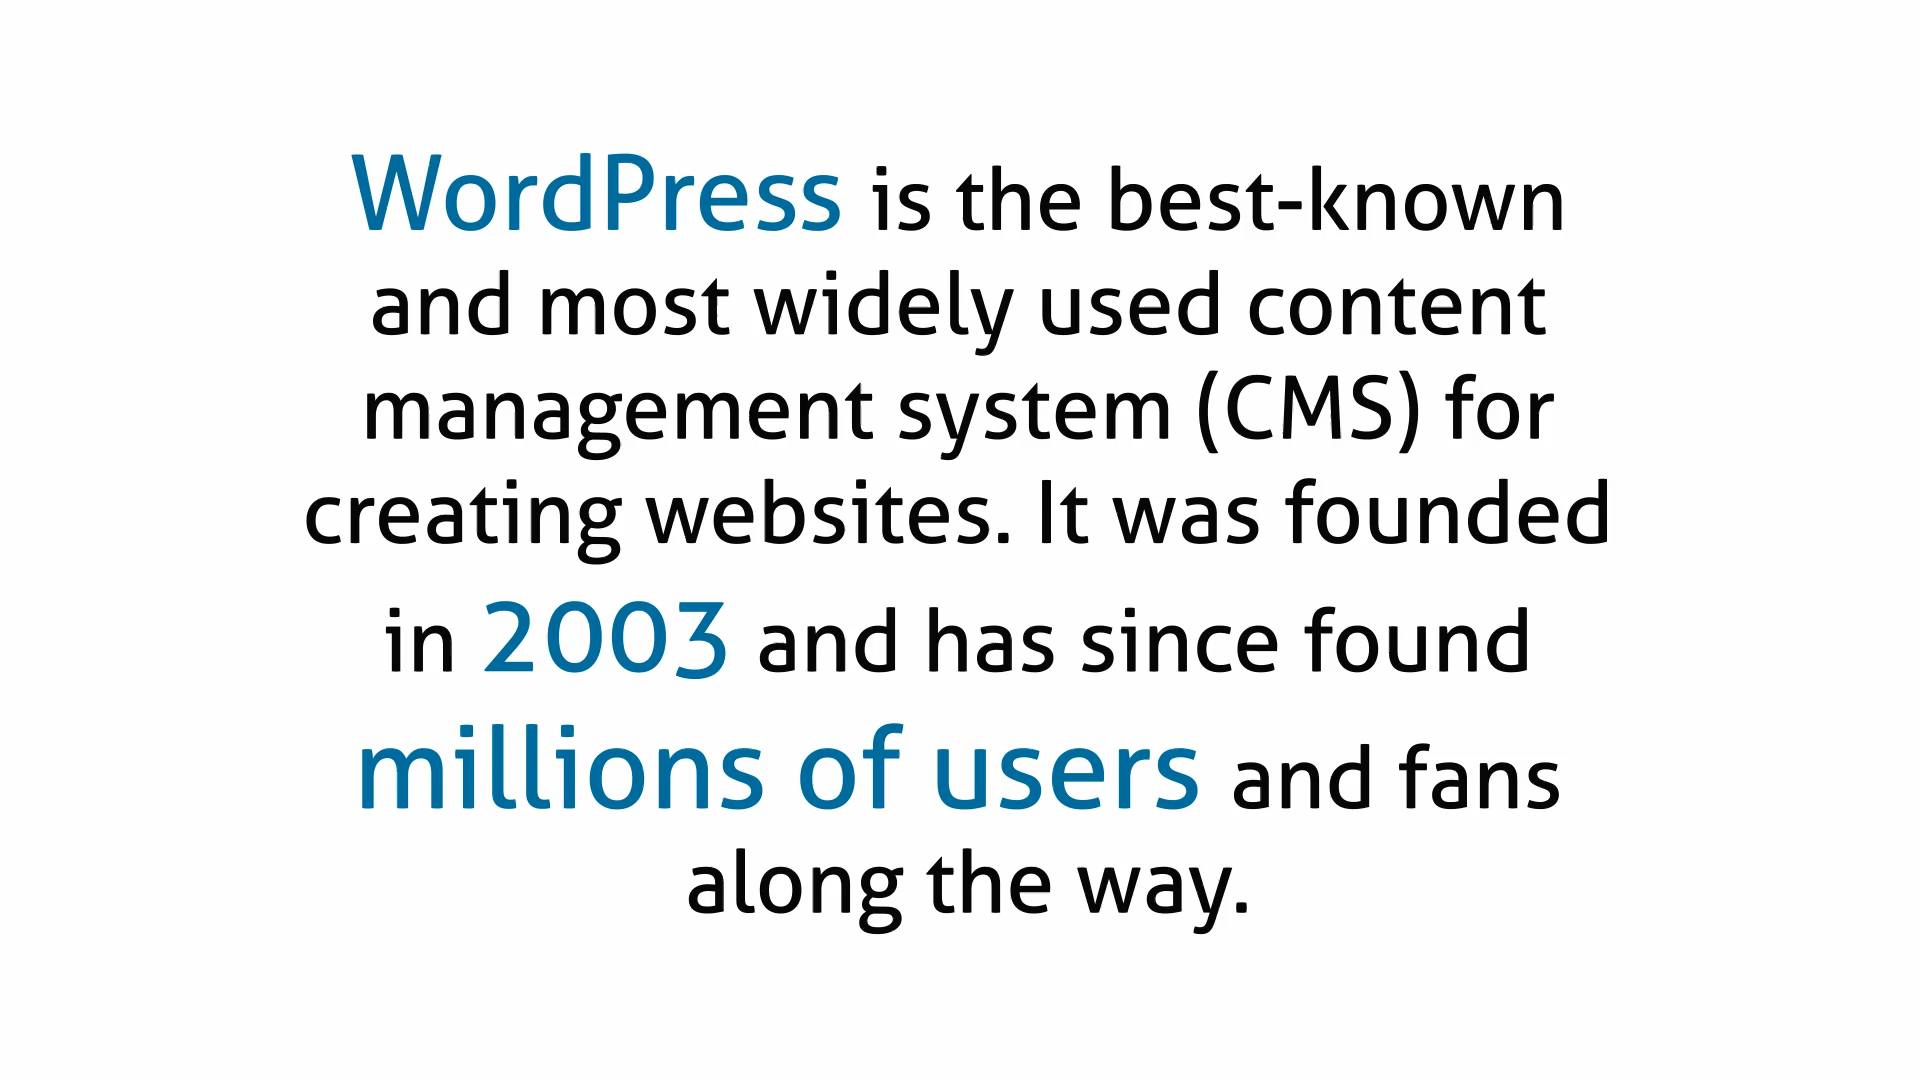 WordPress is the best-known
and most widely used content
management system (CMS) for
creating websites. It was founded
in 2003 and has since found
millions of users and fans
along the way.